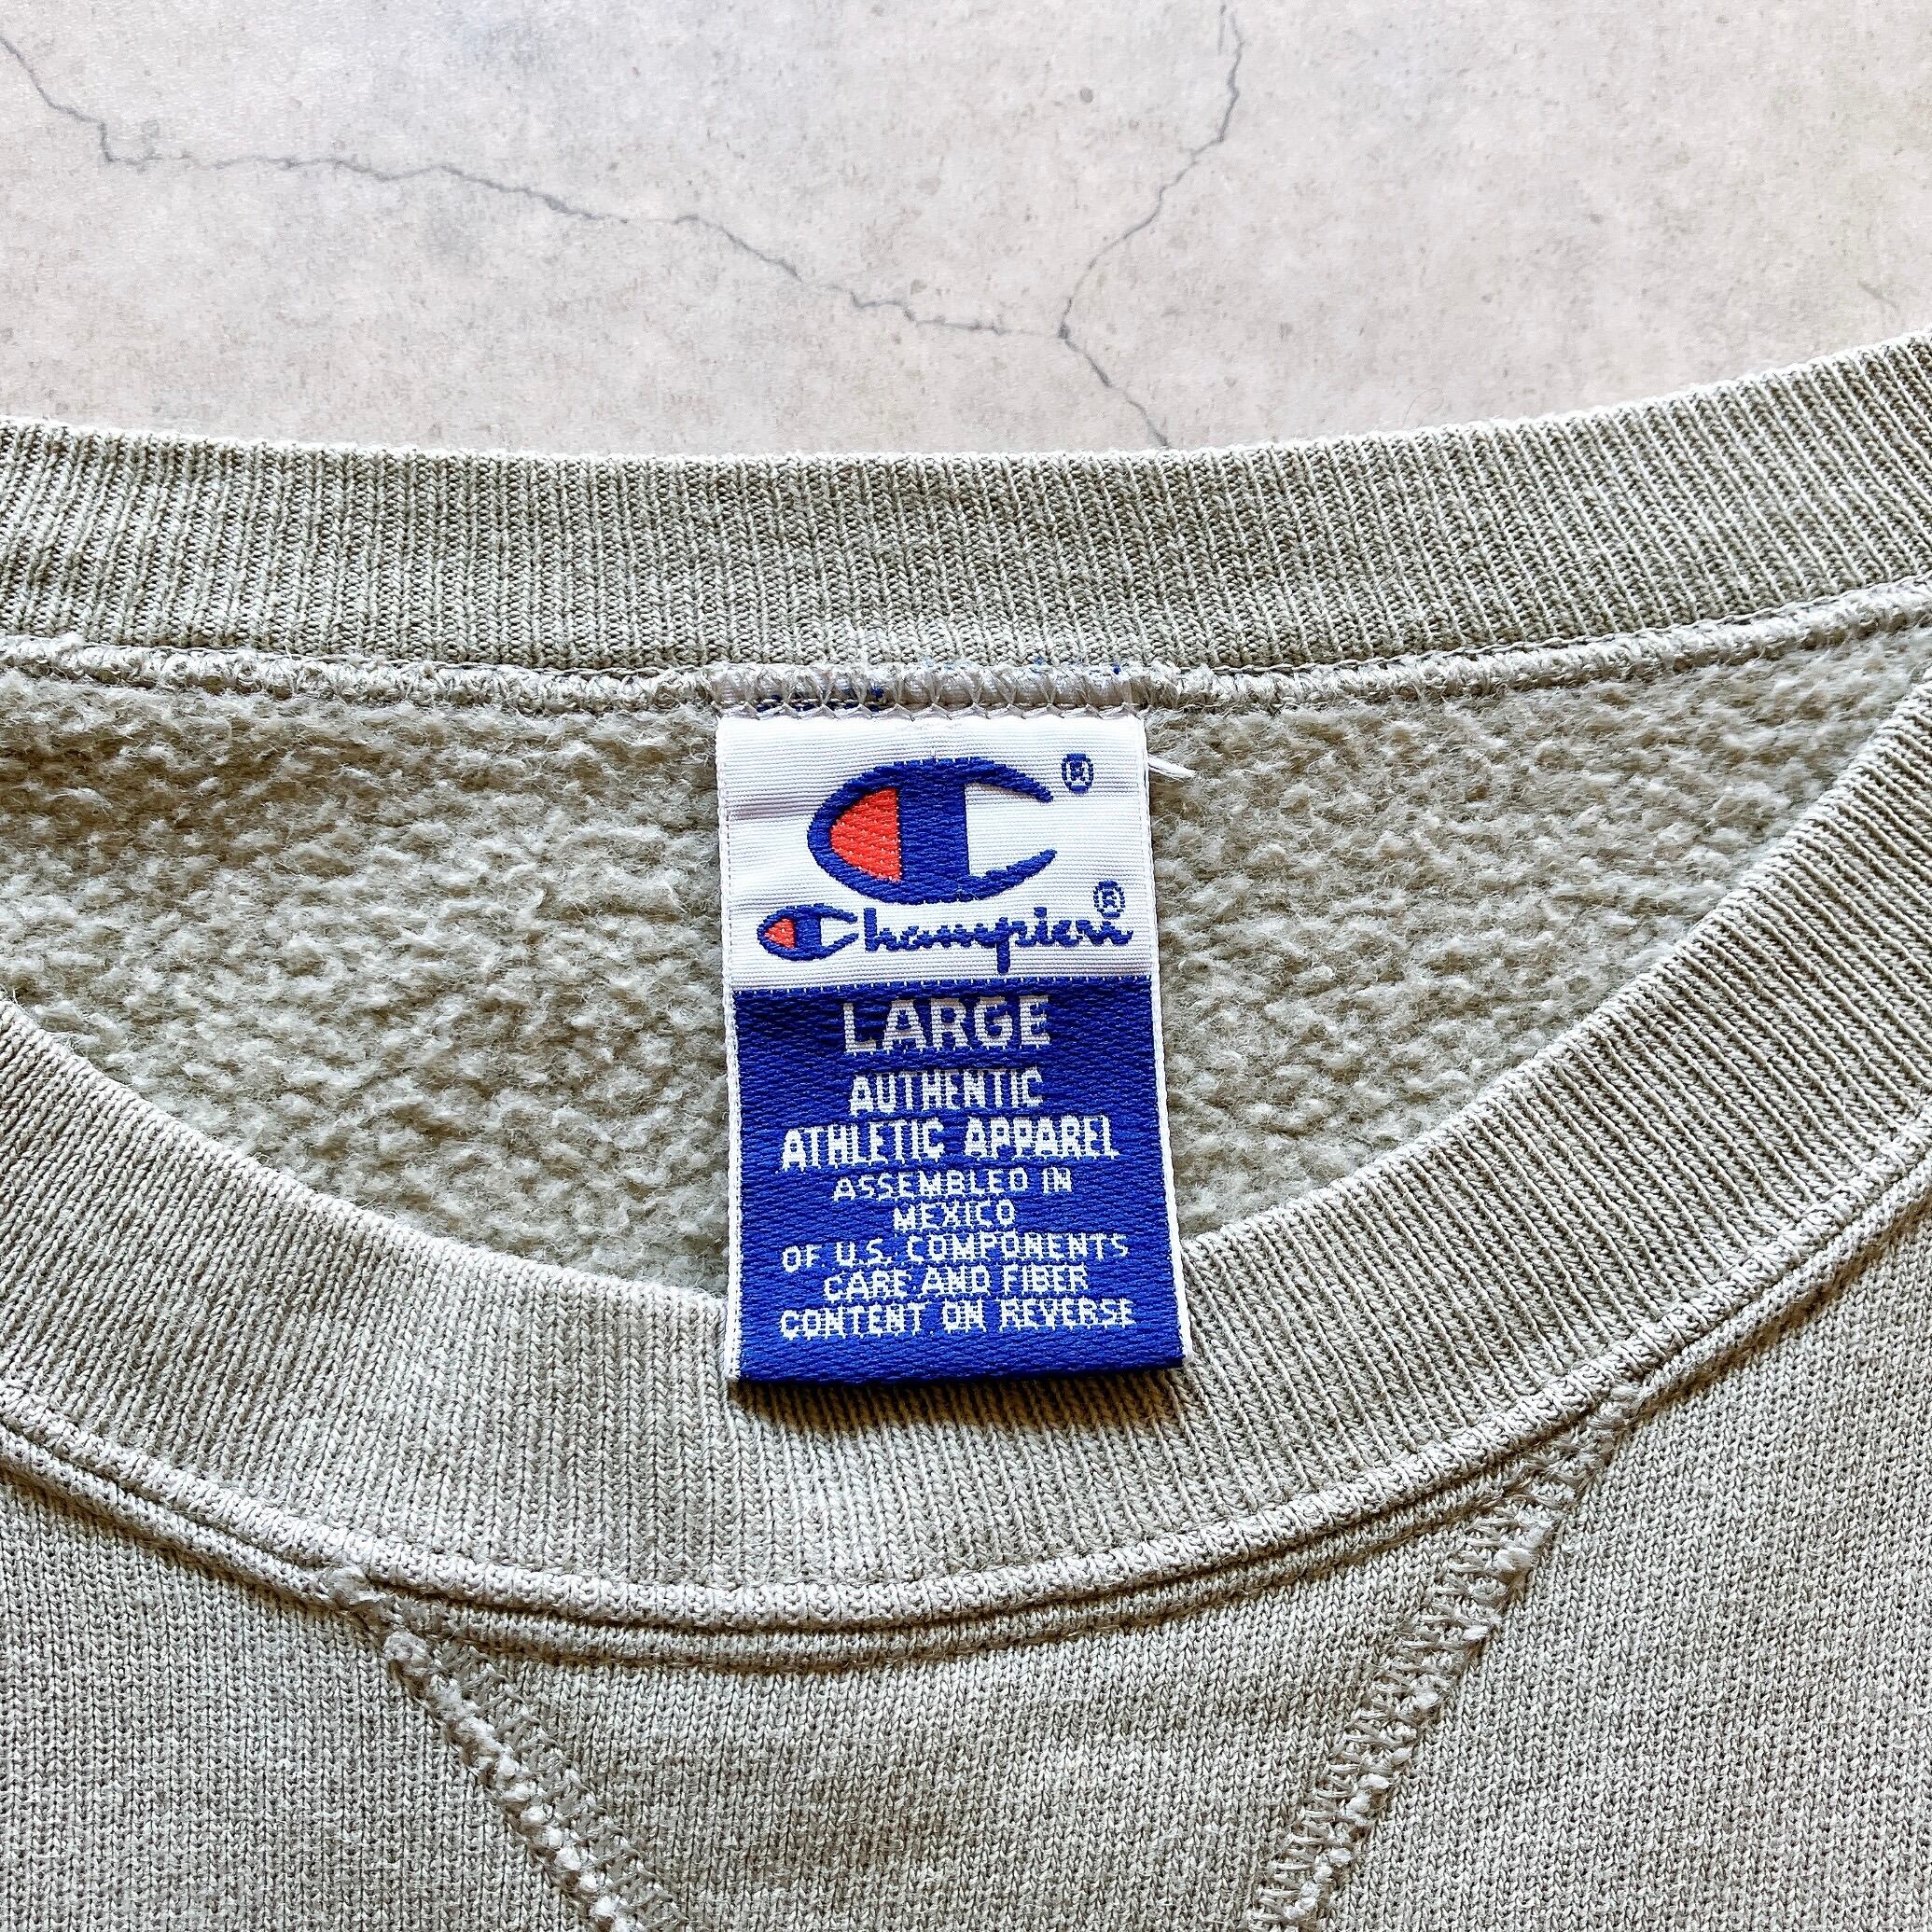 ®
Champion®
LARGE
AUTHENTIC
ATHLETIC APPAREL
ASSEMBLED IN
MEXICO
OF U.S. COMPONENTS
CARE AND FIBER
CONTENT ON REVERSE